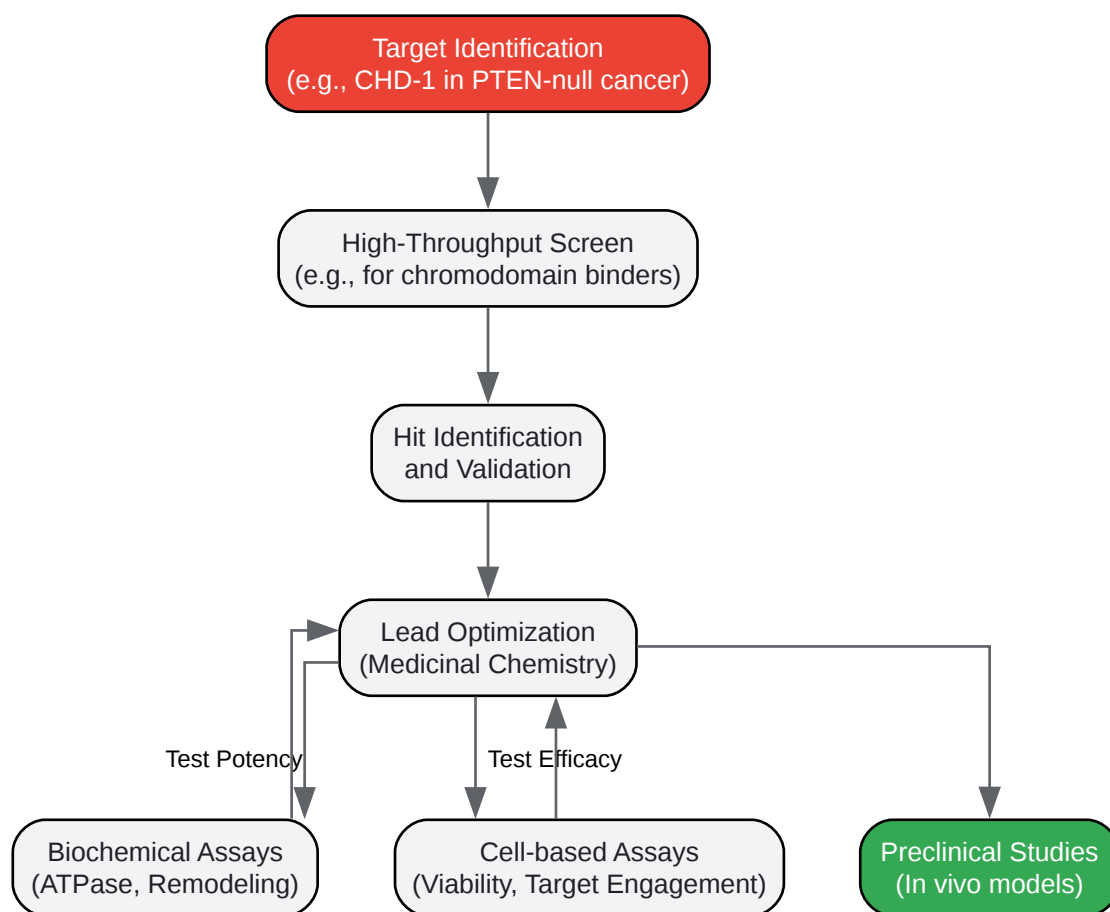 Target Identification
(e.g., CHD-1 in PTEN-null cancer)
High-Throughput Screen
(e.g., for chromodomain binders)
Hit Identification
and Validation
Lead Optimization
(Medicinal Chemistry)
Test Potency
Test Efficacy
Biochemical Assays
(ATPase, Remodeling)
Cell-based Assays
(Viability, Target Engagement)
Preclinical Studies
(In vivo models)